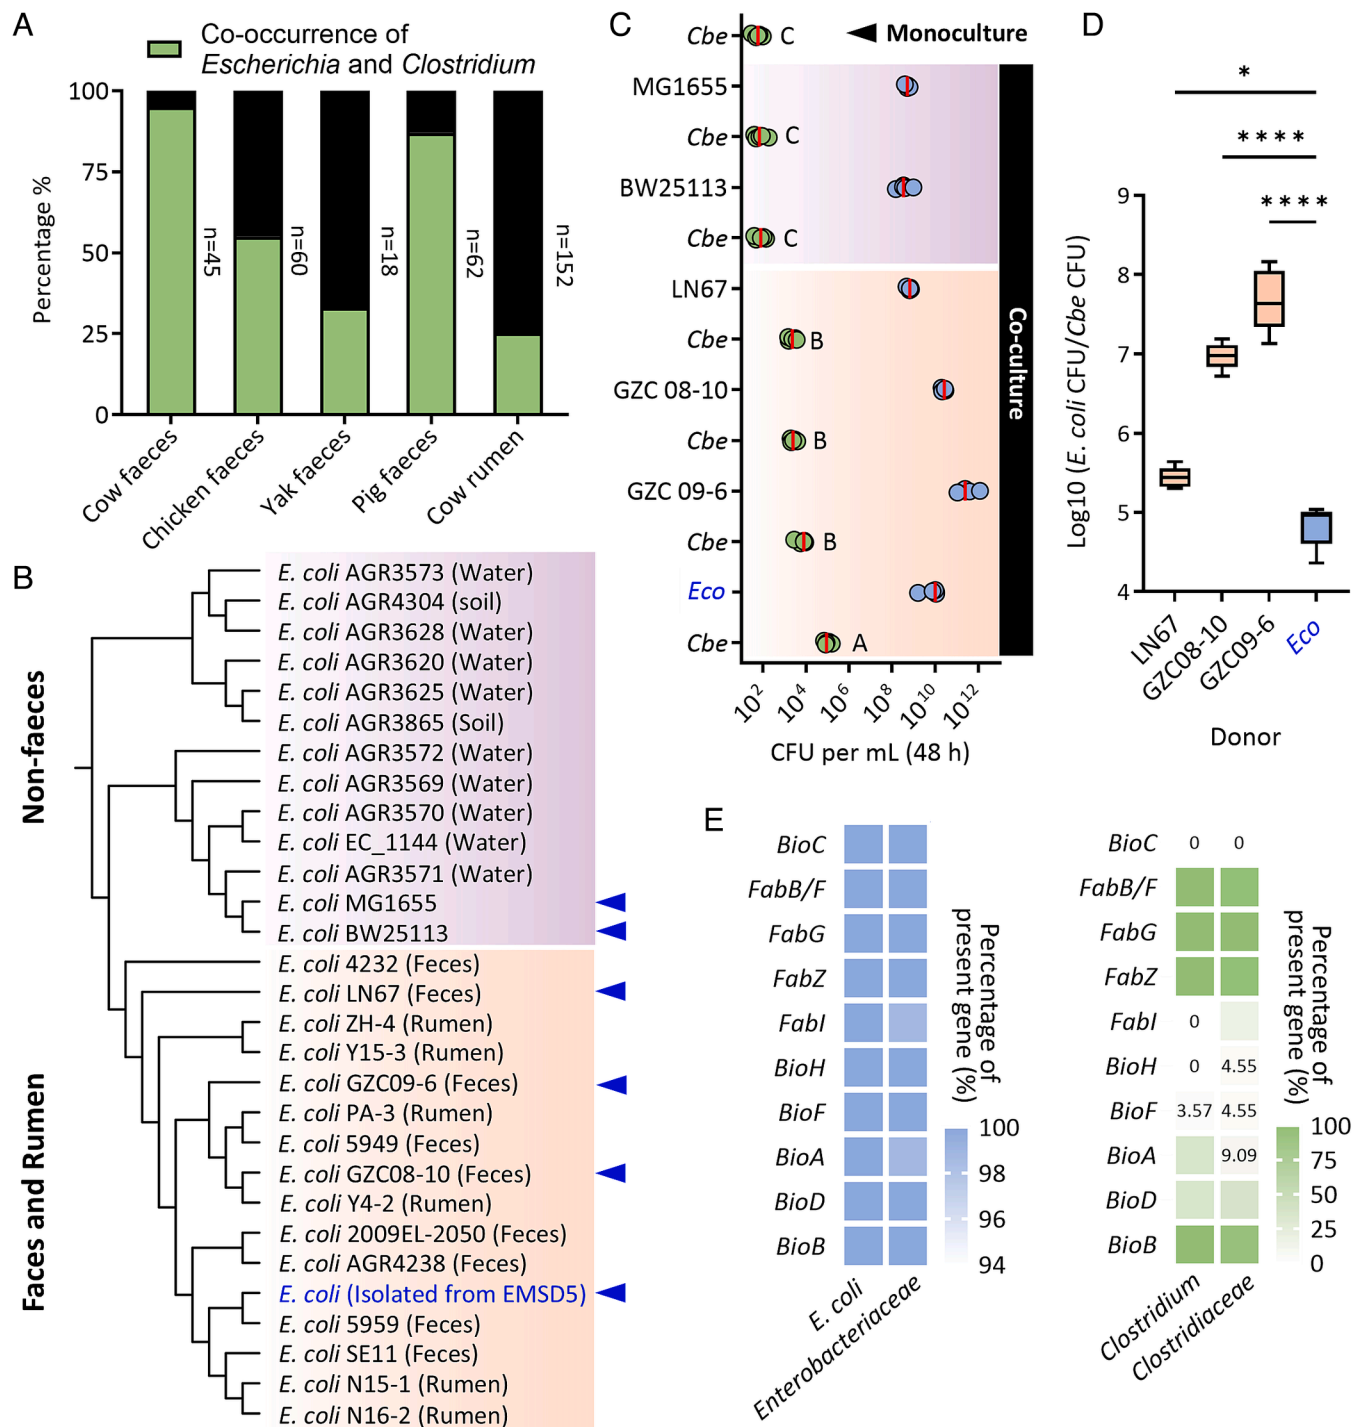 A
Co-occurrence of
Escherichia and Clostridium
Percentage %
100
75
50
25
0
n=45
n=60
n=18
n=62
n=152
Cow faeces
Chicken faeces
Yak faeces
Pig faeces
Cow rumen
B
Non-faeces
Faces and Rumen
E. coli AGR3573 (Water)
E. coli AGR4304 (soil)
E. coli AGR3628 (Water)
E. coli AGR3620 (Water)
E. coli AGR3625 (Water)
E. coli AGR3865 (Soil)
E. coli AGR3572 (Water)
E. coli AGR3569 (Water)
E. coli AGR3570 (Water)
E. coli EC_1144 (Water)
E. coli AGR3571 (Water)
E. coli MG1655
E. coli BW25113
E. coli 4232 (Feces)
E. coli LN67 (Feces)
E. coli ZH-4 (Rumen)
E. coli Y15-3 (Rumen)
E. coli GZC09-6 (Feces)
E. coli PA-3 (Rumen)
E. coli 5949 (Feces)
E. coli GZC08-10 (Feces)
E. coli Y4-2 (Rumen)
E. coli 2009EL-2050 (Feces)
E. coli AGR4238 (Feces)
E. coli (Isolated from EMSD5)
E. coli 5959 (Feces)
E. coli SE11 (Feces)
E. coli N15-1 (Rumen)
E. coli N16-2 (Rumen)
C
Cbe C
Monoculture
MG1655
Cbe C
BW25113
Cbe C
LN67
Cbe B
GZC 08-10
Cbe B
GZC 09-6
Cbe B
Eco
Cbe A
Co-culture
10² 10⁴ 10⁶ 10⁸ 10¹⁰ 10¹²
CFU per mL (48 h)
D
*
****
****
Log10 (E. coli CFU/Cbe CFU)
9
8
7
6
5
4
LN67
GZC08-10
GZC09-6
Eco
Donor
E
BioC
FabB/F
FabG
FabZ
FabI
BioH
BioF
BioA
BioD
BioB
E. coli
Enterobacteriaceae
Percentage of
present gene (%)
100
98
96
94
BioC 0 0
FabB/F
FabG
FabZ
FabI 0
BioH 0 4.55
BioF 3.57 4.55
BioA 9.09
BioD
BioB
Clostridium
Clostridiaceae
Percentage of
present gene (%)
100
75
50
25
0